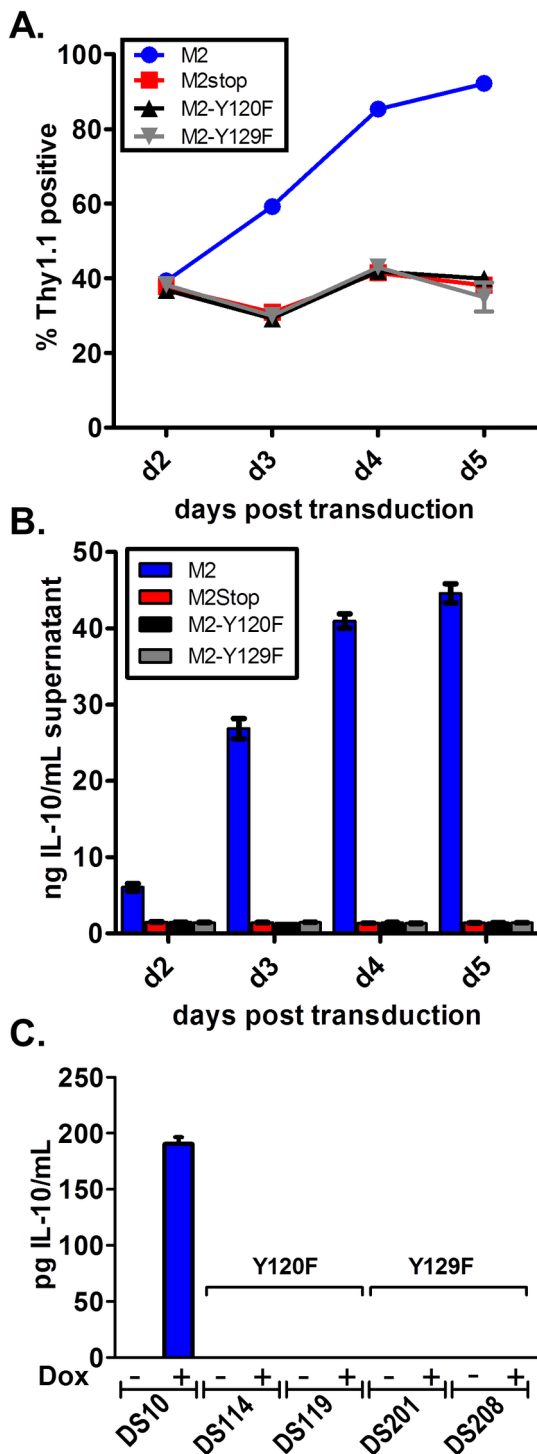 A.
M2
M2stop
M2-Y120F
M2-Y129F
% Thy1.1 positive
100
80
60
40
20
0
d2 d3 d4 d5
days post transduction
B.
M2
M2Stop
M2-Y120F
M2-Y129F
ng IL-10/mL supernatant
50
40
30
20
10
0
d2 d3 d4 d5
days post transduction
C.
pg IL-10/mL
250
200
150
100
50
0
Y120F Y129F
Dox - + - + - + - + - +
DS10 DS114 DS119 DS201 DS208